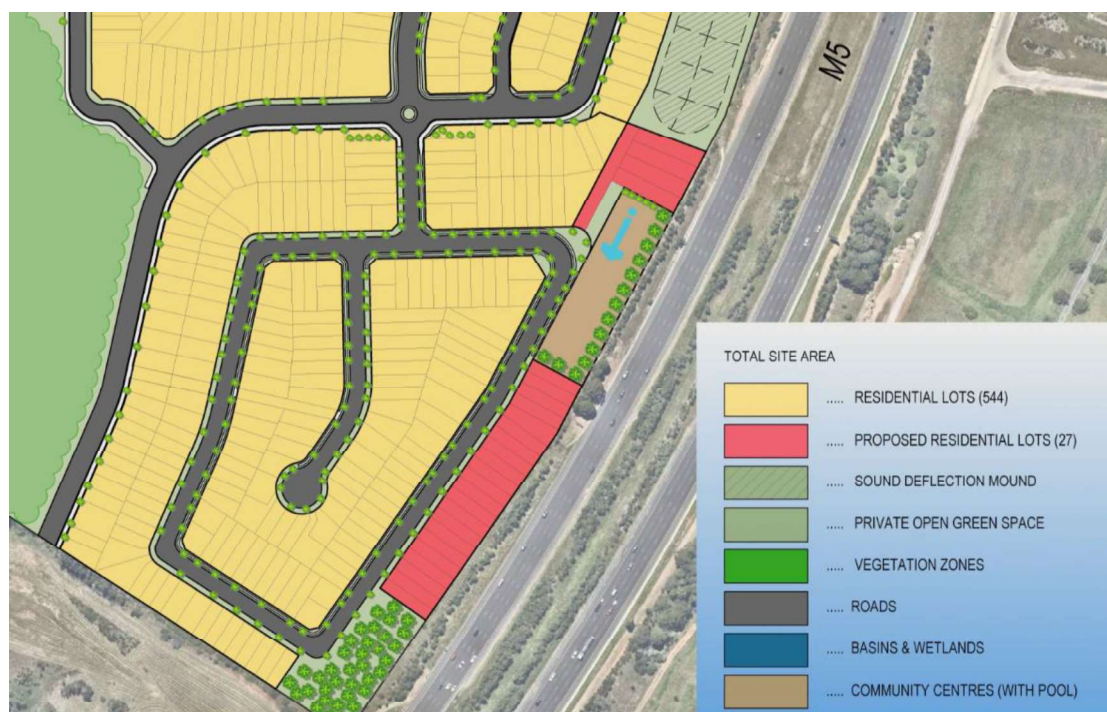 M5
TOTAL SITE AREA
..... RESIDENTIAL LOTS (544)
..... PROPOSED RESIDENTIAL LOTS (27)
..... SOUND DEFLECTION MOUND
..... PRIVATE OPEN GREEN SPACE
..... VEGETATION ZONES
..... ROADS
..... BASINS & WETLANDS
..... COMMUNITY CENTRES (WITH POOL)